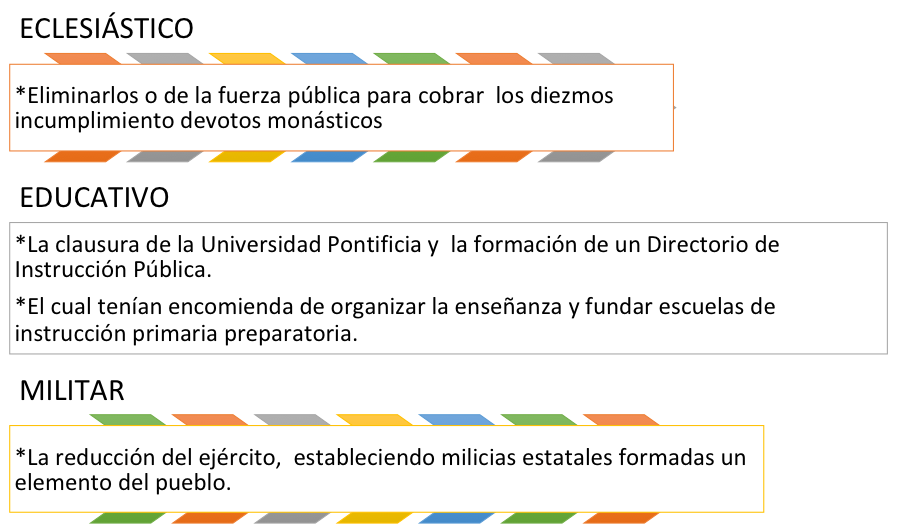 ECLESIÁSTICO
*Eliminarlos o de la fuerza pública para cobrar los diezmos
incumplimiento devotos monásticos
EDUCATIVO
*La clausura de la Universidad Pontificia y la formación de un Directorio de
Instrucción Pública.
*El cual tenían encomienda de organizar la enseñanza y fundar escuelas de
instrucción primaria preparatoria.
MILITAR
*La reducción del ejército, estableciendo milicias estatales formadas un
elemento del pueblo.